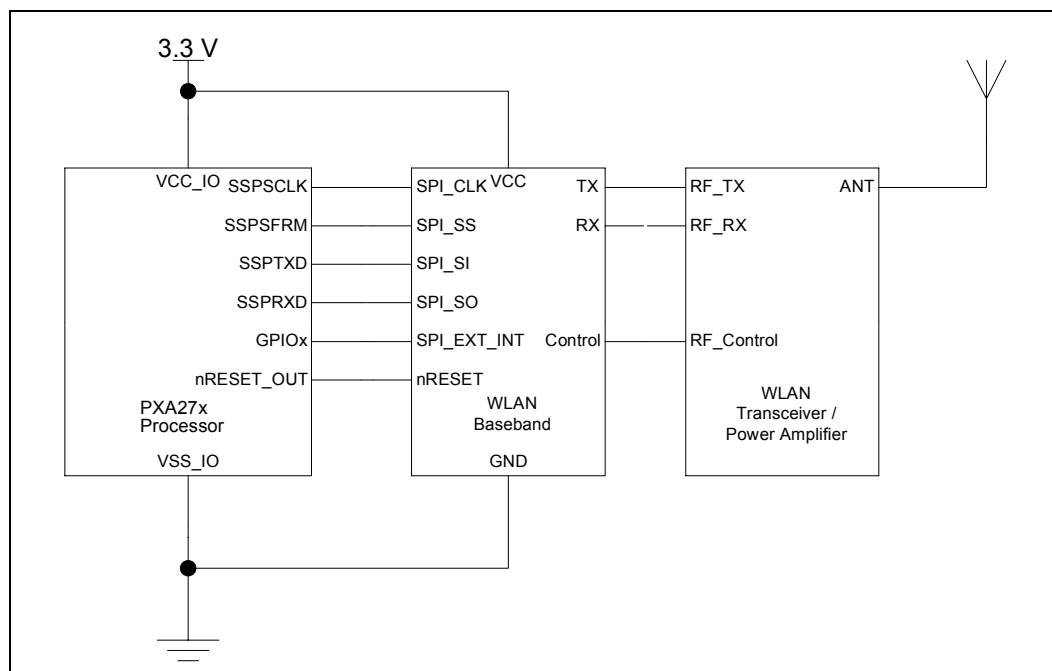 3.3 V
VCC_IO
SSPSCLK
SSPSFRM
SSPTXD
SSPRXD
GPIOx
nRESET_OUT
PXA27x
Processor
VSS_IO
SPI_CLK
VCC
TX
SPI_SS
RX
SPI_SI
SPI_SO
SPI_EXT_INT
Control
nRESET
WLAN
Baseband
GND
RF_TX
ANT
RF_RX
RF_Control
WLAN
Transceiver /
Power Amplifier